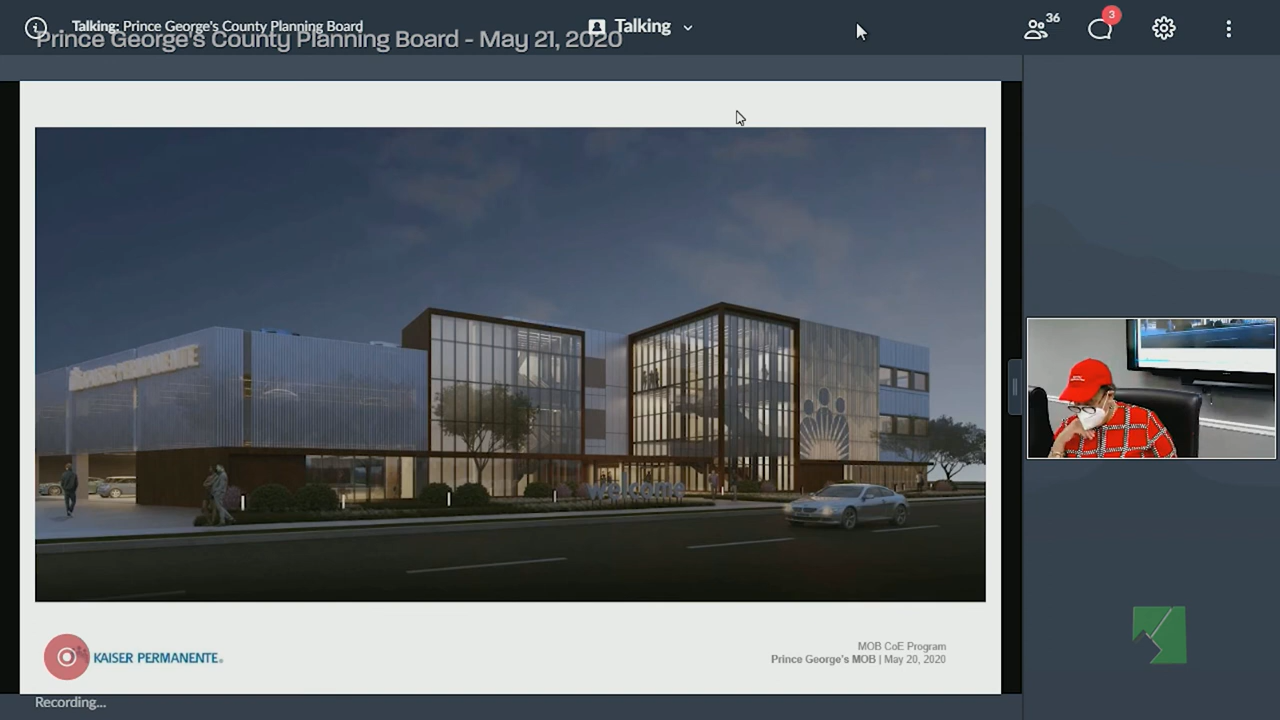 Talking: Prince George's County Planning Board
Talking
36
3
Prince George's County Planning Board - May 21, 2020
welcome
KAISER PERMANENTE®
MOB CoE Program
Prince George's MOB | May 20, 2020
Recording...